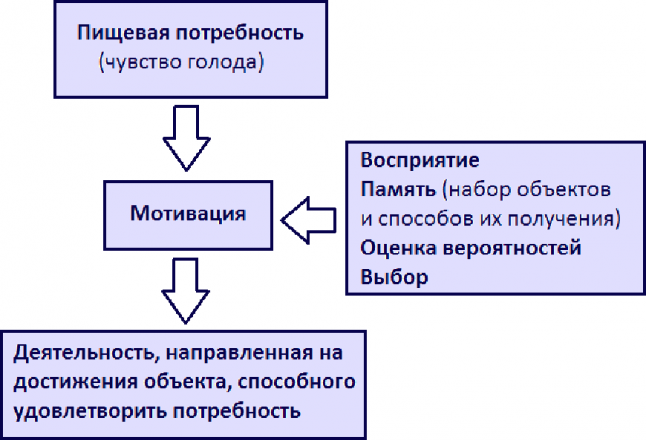 Пищевая потребность
(чувство голода)
Мотивация
Восприятие
Память (набор объектов
и способов их получения)
Оценка вероятностей
Выбор
Деятельность, направленная на
достижения объекта, способного
удовлетворить потребность